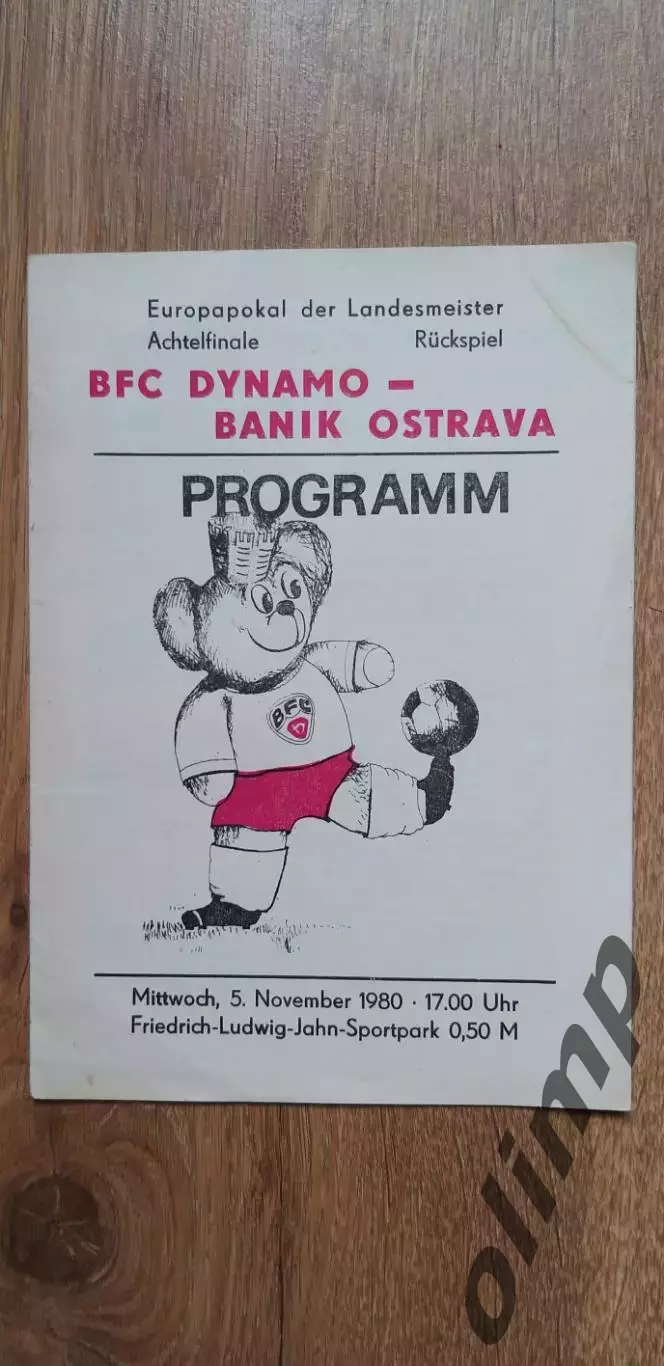 Europapokal der Landesmeister
Achtelfinale Rückspiel
BFC DYNAMO –
BANIK OSTRAVA
PROGRAMM
BFC
Mittwoch, 5. November 1980 · 17.00 Uhr
Friedrich-Ludwig-Jahn-Sportpark 0,50 M
olimp